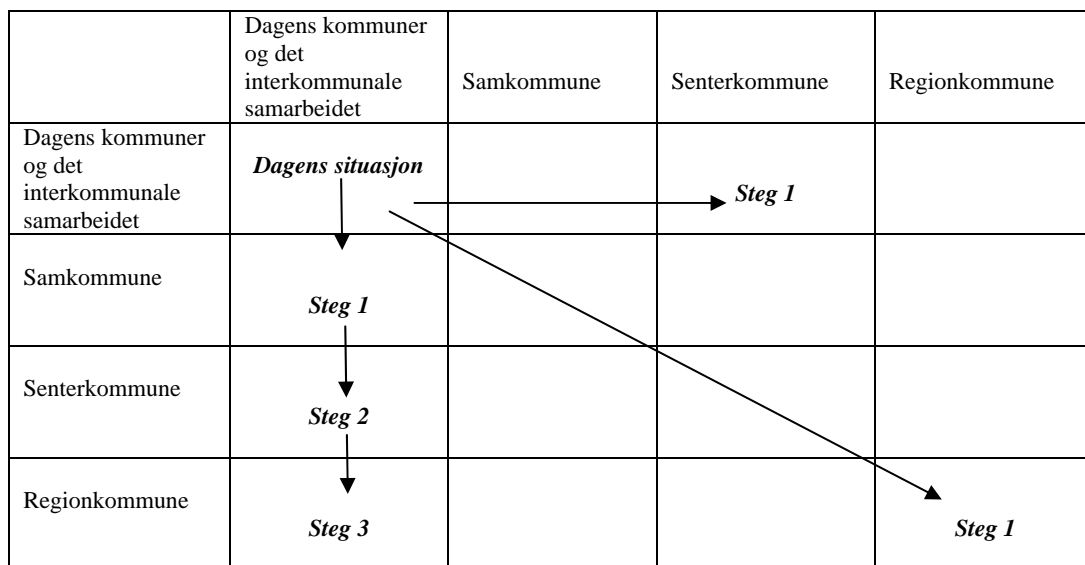 Dagens kommuner
og det
interkommunale
samarbeidet
Samkommune
Senterkommune
Regionkommune
Dagens kommuner
og det
interkommunale
samarbeidet
Dagens situasjon
Steg 1
Samkommune
Steg 1
Senterkommune
Steg 2
Regionkommune
Steg 3
Steg 1